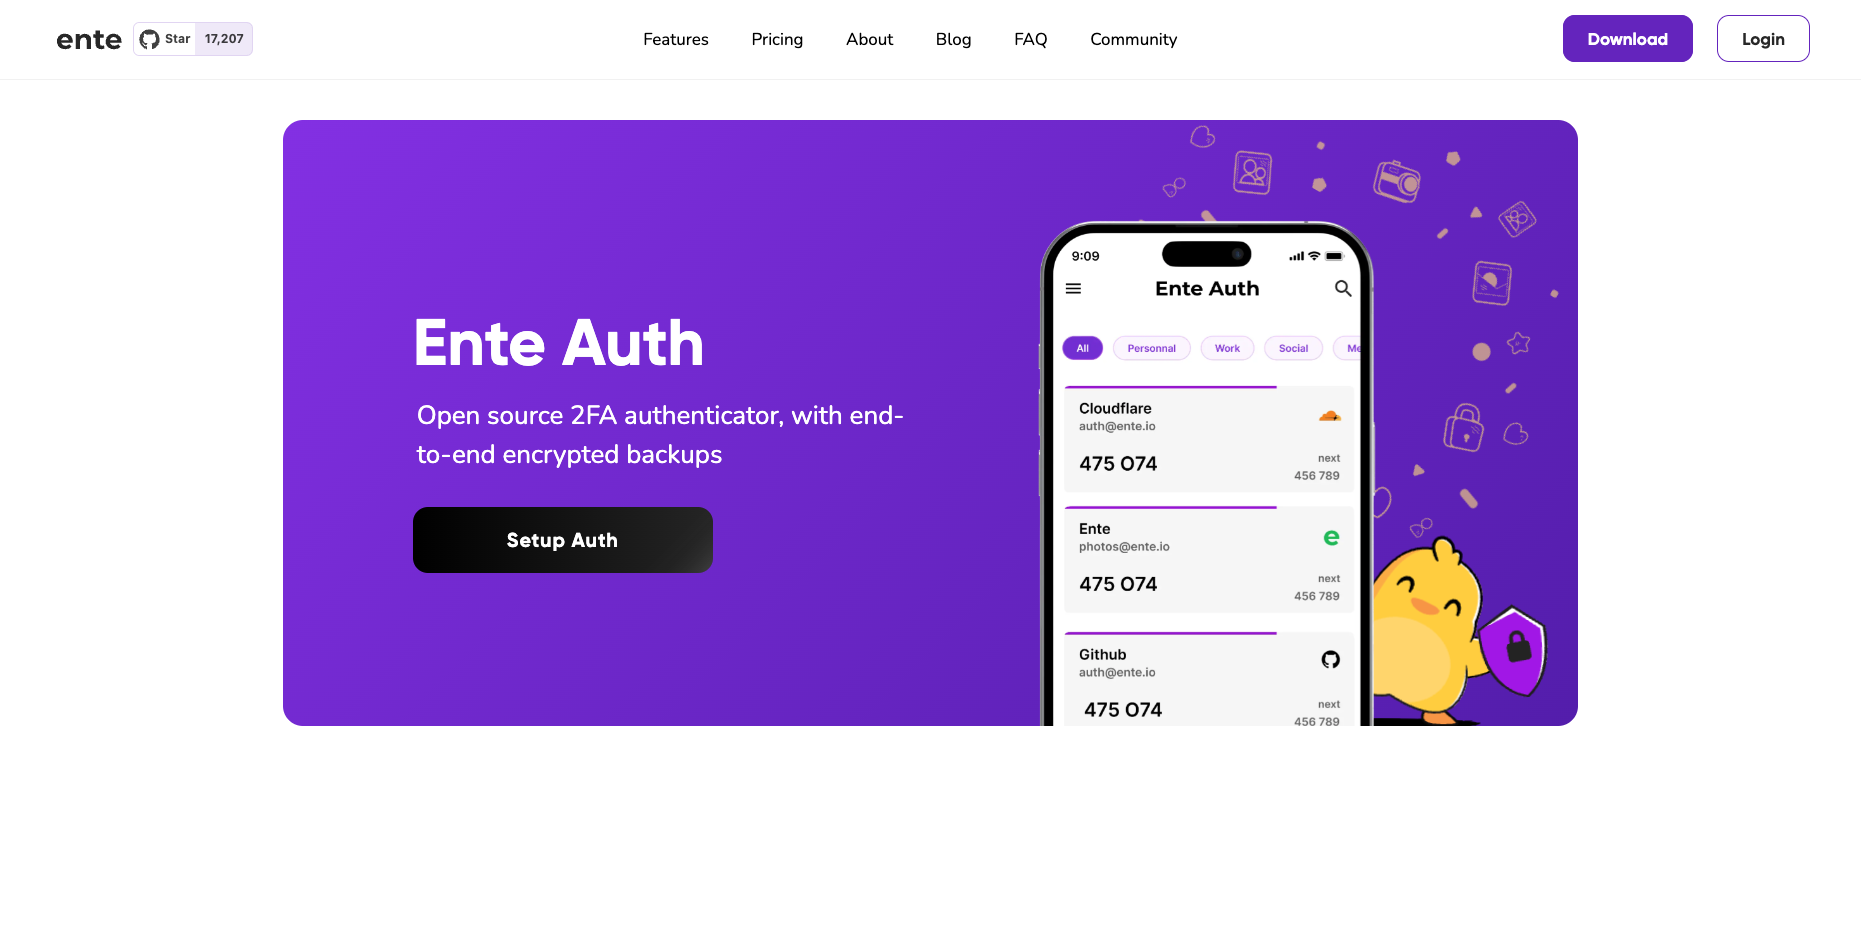 ente
Star 17,207
Features
Pricing
About
Blog
FAQ
Community
Download
Login
Ente Auth
Open source 2FA authenticator, with end-
to-end encrypted backups
Setup Auth
9:09
Ente Auth
All
Personnal
Work
Social
Me
Cloudflare
auth@ente.io
475 074
next
456 789
Ente
photos@ente.io
e
475 074
next
456 789
Github
auth@ente.io
475 074
next
456 789